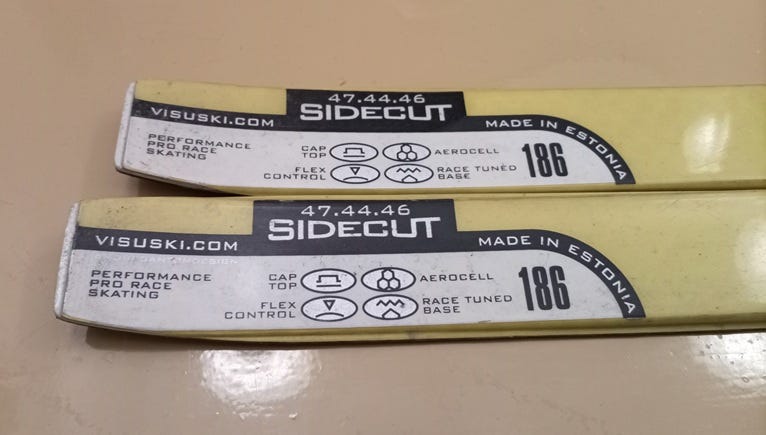 47.44.46
SIDECUT
VISUSKI.COM
MADE IN ESTONIA
PERFORMANCE
PRO RACE
SKATING
CAP
TOP
AEROCELL
FLEX
CONTROL
RACE TUNED
BASE
186
47.44.46
SIDECUT
VISUSKI.COM
MADE IN ESTONIA
PERFORMANCE
PRO RACE
SKATING
CAP
TOP
AEROCELL
FLEX
CONTROL
RACE TUNED
BASE
186